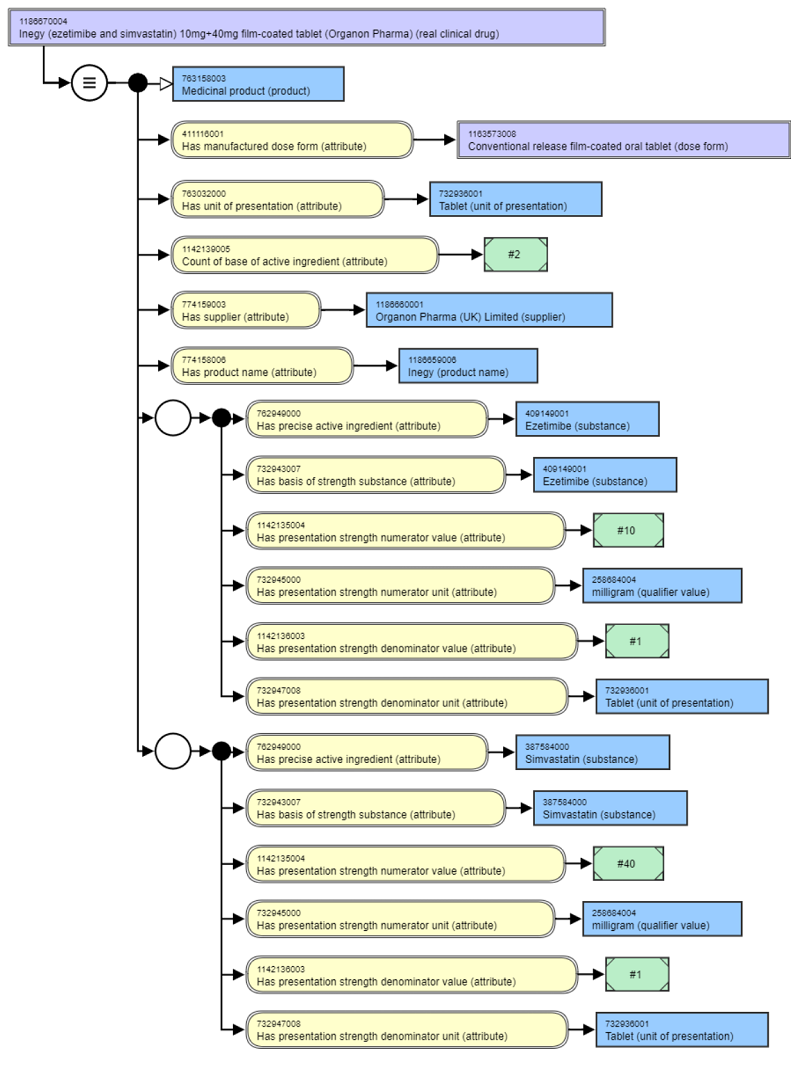 1186670004
Inegy (ezetimibe and simvastatin) 10mg+40mg film-coated tablet (Organon Pharma) (real clinical drug)
763158003
Medicinal product (product)
411116001
Has manufactured dose form (attribute)
1163573008
Conventional release film-coated oral tablet (dose form)
763032000
Has unit of presentation (attribute)
732936001
Tablet (unit of presentation)
1142139005
Count of base of active ingredient (attribute)
#2
774159003
Has supplier (attribute)
1186660001
Organon Pharma (UK) Limited (supplier)
774158006
Has product name (attribute)
1186659006
Inegy (product name)
762949000
Has precise active ingredient (attribute)
409149001
Ezetimibe (substance)
732943007
Has basis of strength substance (attribute)
409149001
Ezetimibe (substance)
1142135004
Has presentation strength numerator value (attribute)
#10
732945000
Has presentation strength numerator unit (attribute)
258684004
milligram (qualifier value)
1142136003
Has presentation strength denominator value (attribute)
#1
732947008
Has presentation strength denominator unit (attribute)
732936001
Tablet (unit of presentation)
762949000
Has precise active ingredient (attribute)
387584000
Simvastatin (substance)
732943007
Has basis of strength substance (attribute)
387584000
Simvastatin (substance)
1142135004
Has presentation strength numerator value (attribute)
#40
732945000
Has presentation strength numerator unit (attribute)
258684004
milligram (qualifier value)
1142136003
Has presentation strength denominator value (attribute)
#1
732947008
Has presentation strength denominator unit (attribute)
732936001
Tablet (unit of presentation)